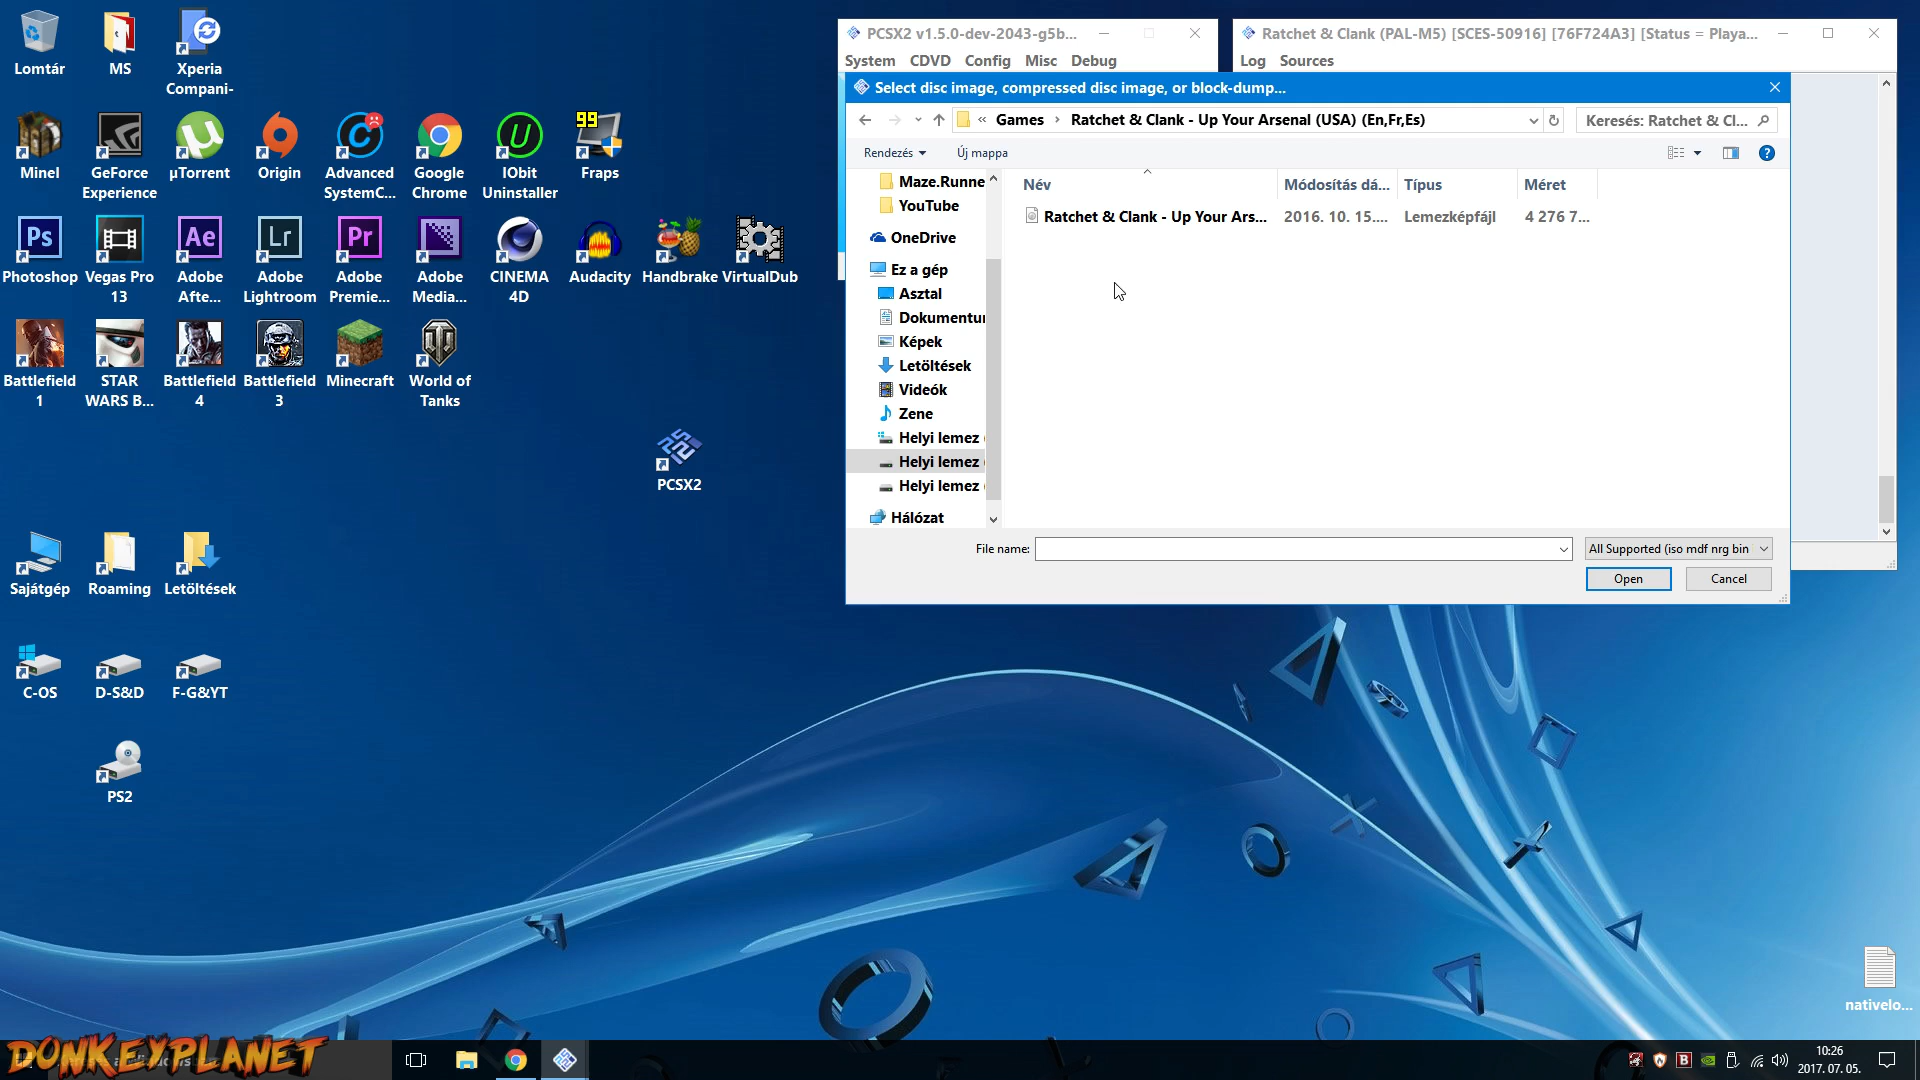 Lomtár
MS
Xperia
Compani-
Minel
GeForce
Experience
µTorrent
Origin
Advanced
SystemC...
Google
Chrome
IObit
Uninstaller
99
Fraps
Ps
Photoshop
Vegas Pro
13
Ae
Adobe
Afte...
Lr
Adobe
Lightroom
Pr
Adobe
Premie...
Adobe
Media...
CINEMA
4D
Audacity
Handbrake
VirtualDub
Battlefield
1
STAR
WARS B...
Battlefield
4
Battlefield
3
Minecraft
World of
Tanks
PCSX2
Sajátgép
Roaming
Letöltések
C-OS
D-S&D
F-G&YT
PS2
PCSX2 v1.5.0-dev-2043-g5b...
System CDVD Config Misc Debug
Ratchet & Clank (PAL-M5) [SCES-50916] [76F724A3] [Status = Playa...
Log Sources
Select disc image, compressed disc image, or block-dump...
« Games › Ratchet & Clank - Up Your Arsenal (USA) (En,Fr,Es)
Keresés: Ratchet & Cl...
Rendezés
Új mappa
Maze.Runne
YouTube
OneDrive
Ez a gép
Asztal
Dokumentu
Képek
Letöltések
Videók
Zene
Helyi lemez (
Helyi lemez (
Helyi lemez (
Hálózat
Név Módosítás dá... Típus Méret
Ratchet & Clank - Up Your Ars... 2016. 10. 15.... Lemezképfájl 4 276 7...
File name:
All Supported (iso mdf nrg bin
Open
Cancel
nativelo...
DONKEYPLANET
10:26
2017. 07. 05.